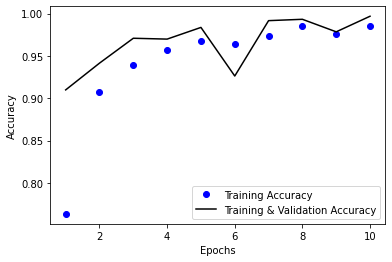 1.00
0.95
0.90
0.85
0.80
Accuracy
Training Accuracy
Training & Validation Accuracy
2 4 6 8 10
Epochs